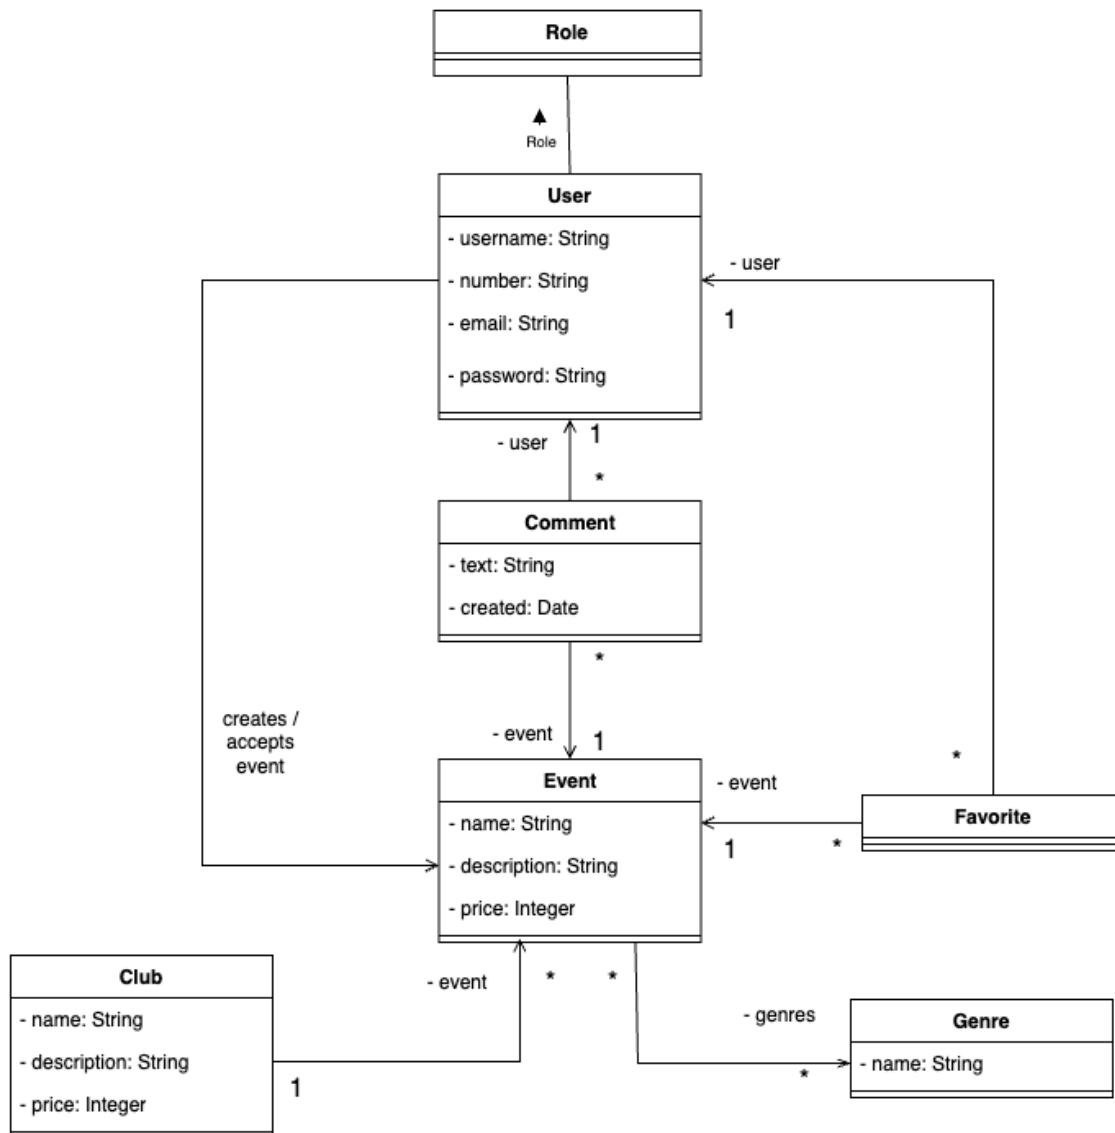 Role
Role
User
- username: String
- number: String
- email: String
- password: String
- user
1
- user
1
*
Comment
- text: String
- created: Date
*
- event
1
creates /
accepts
event
Event
- name: String
- description: String
- price: Integer
- event
1
*
*
Favorite
Club
- name: String
- description: String
- price: Integer
1
- event
*
*
- genres
*
Genre
- name: String